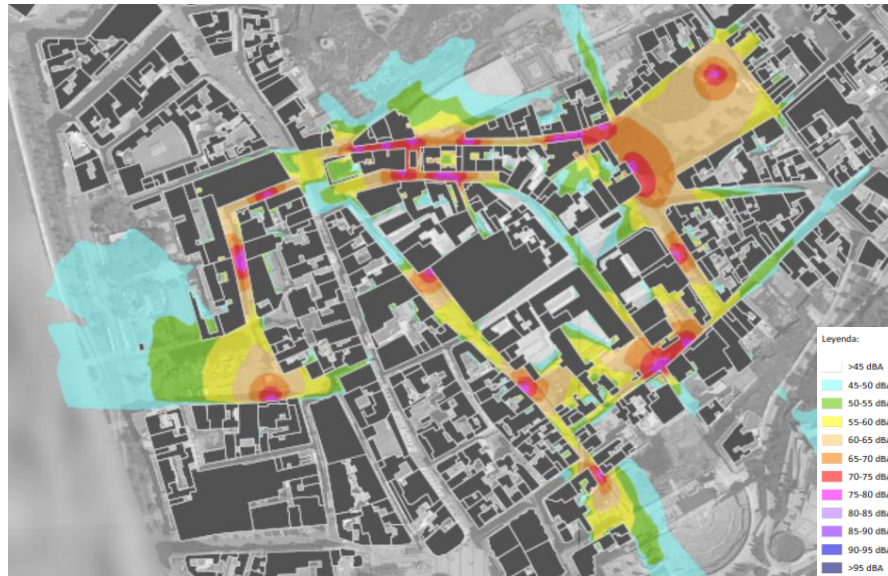 Leyenda:
>45 dBA
45-50 dBA
50-55 dBA
55-60 dBA
60-65 dBA
65-70 dBA
70-75 dBA
75-80 dBA
80-85 dBA
85-90 dBA
90-95 dBA
>95 dBA